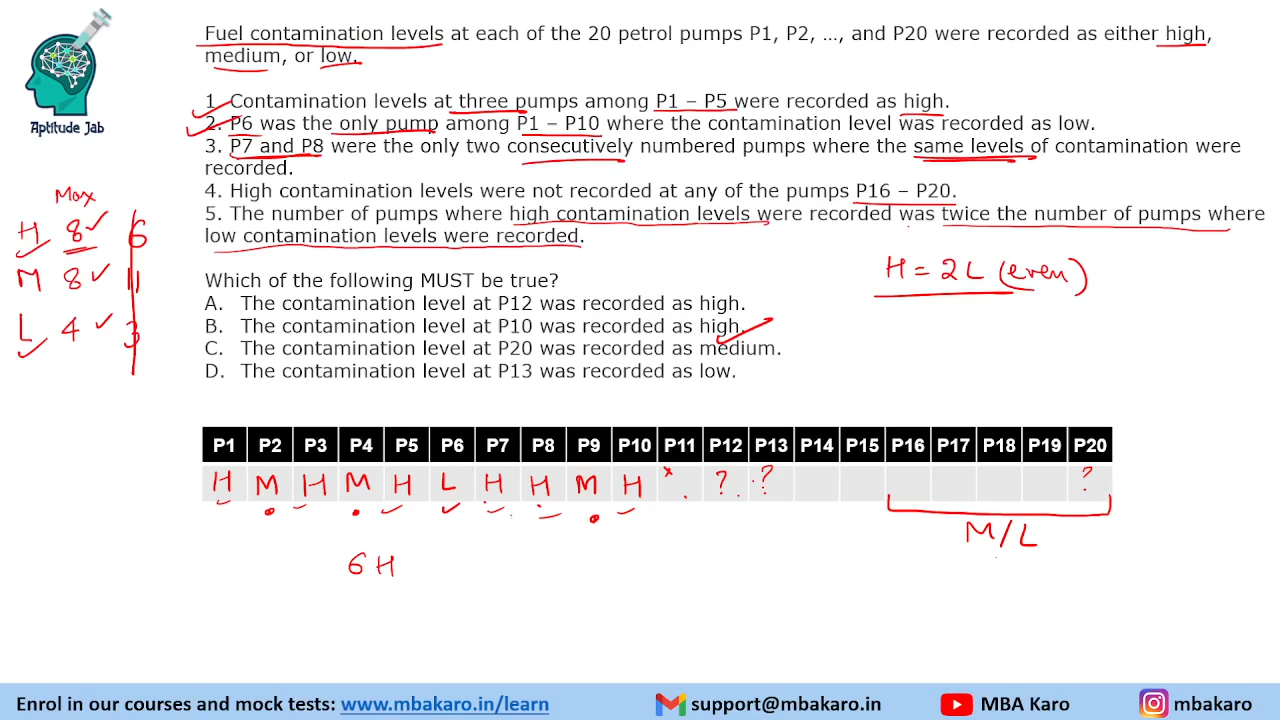 Fuel contamination levels at each of the 20 petrol pumps P1, P2, …, and P20 were recorded as either high,
medium, or low.
Aptitude Jab
1. Contamination levels at three pumps among P1 – P5 were recorded as high.
2. P6 was the only pump among P1 – P10 where the contamination level was recorded as low.
3. P7 and P8 were the only two consecutively numbered pumps where the same levels of contamination were
recorded.
4. High contamination levels were not recorded at any of the pumps P16 – P20.
5. The number of pumps where high contamination levels were recorded was twice the number of pumps where
low contamination levels were recorded.
Max
H 8 6
M 8 11
L 4 3
H = 2L (even)
Which of the following MUST be true?
A. The contamination level at P12 was recorded as high.
B. The contamination level at P10 was recorded as high.
C. The contamination level at P20 was recorded as medium.
D. The contamination level at P13 was recorded as low.
P1 P2 P3 P4 P5 P6 P7 P8 P9 P10 P11 P12 P13 P14 P15 P16 P17 P18 P19 P20
H M H M H L H H M H ? ? ?
M/L
6 H
Enrol in our courses and mock tests: www.mbakaro.in/learn support@mbakaro.in MBA Karo mbakaro